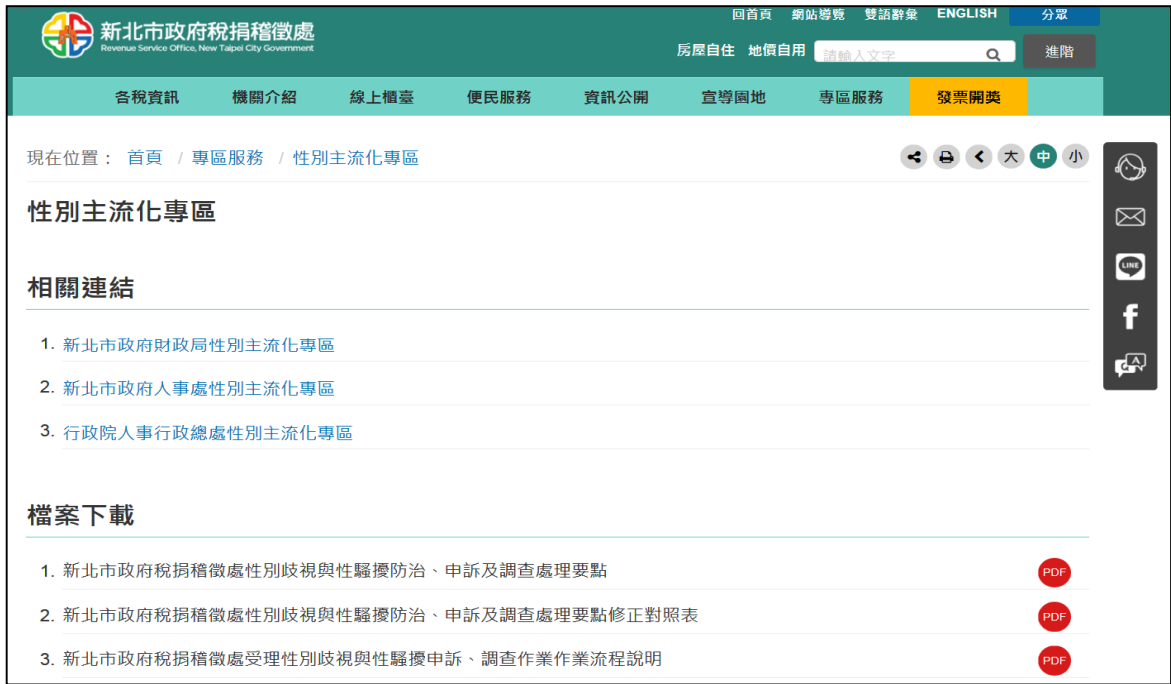 回首頁 網站導覽 雙語辭彙 ENGLISH 分眾
新北市政府稅捐稽徵處
Revenue Service Office, New Taipei City Government
房屋自住 地價自用 請輸入文字 進階
各稅資訊 機關介紹 線上櫃臺 便民服務 資訊公開 宣導園地 專區服務 發票開獎
現在位置： 首頁 / 專區服務 / 性別主流化專區
大 中 小
性別主流化專區
相關連結
LINE
1. 新北市政府財政局性別主流化專區
2. 新北市政府人事處性別主流化專區
3. 行政院人事行政總處性別主流化專區
檔案下載
1. 新北市政府稅捐稽徵處性別歧視與性騷擾防治、申訴及調查處理要點 PDF
2. 新北市政府稅捐稽徵處性別歧視與性騷擾防治、申訴及調查處理要點修正對照表 PDF
3. 新北市政府稅捐稽徵處受理性別歧視與性騷擾申訴、調查作業作業流程說明 PDF